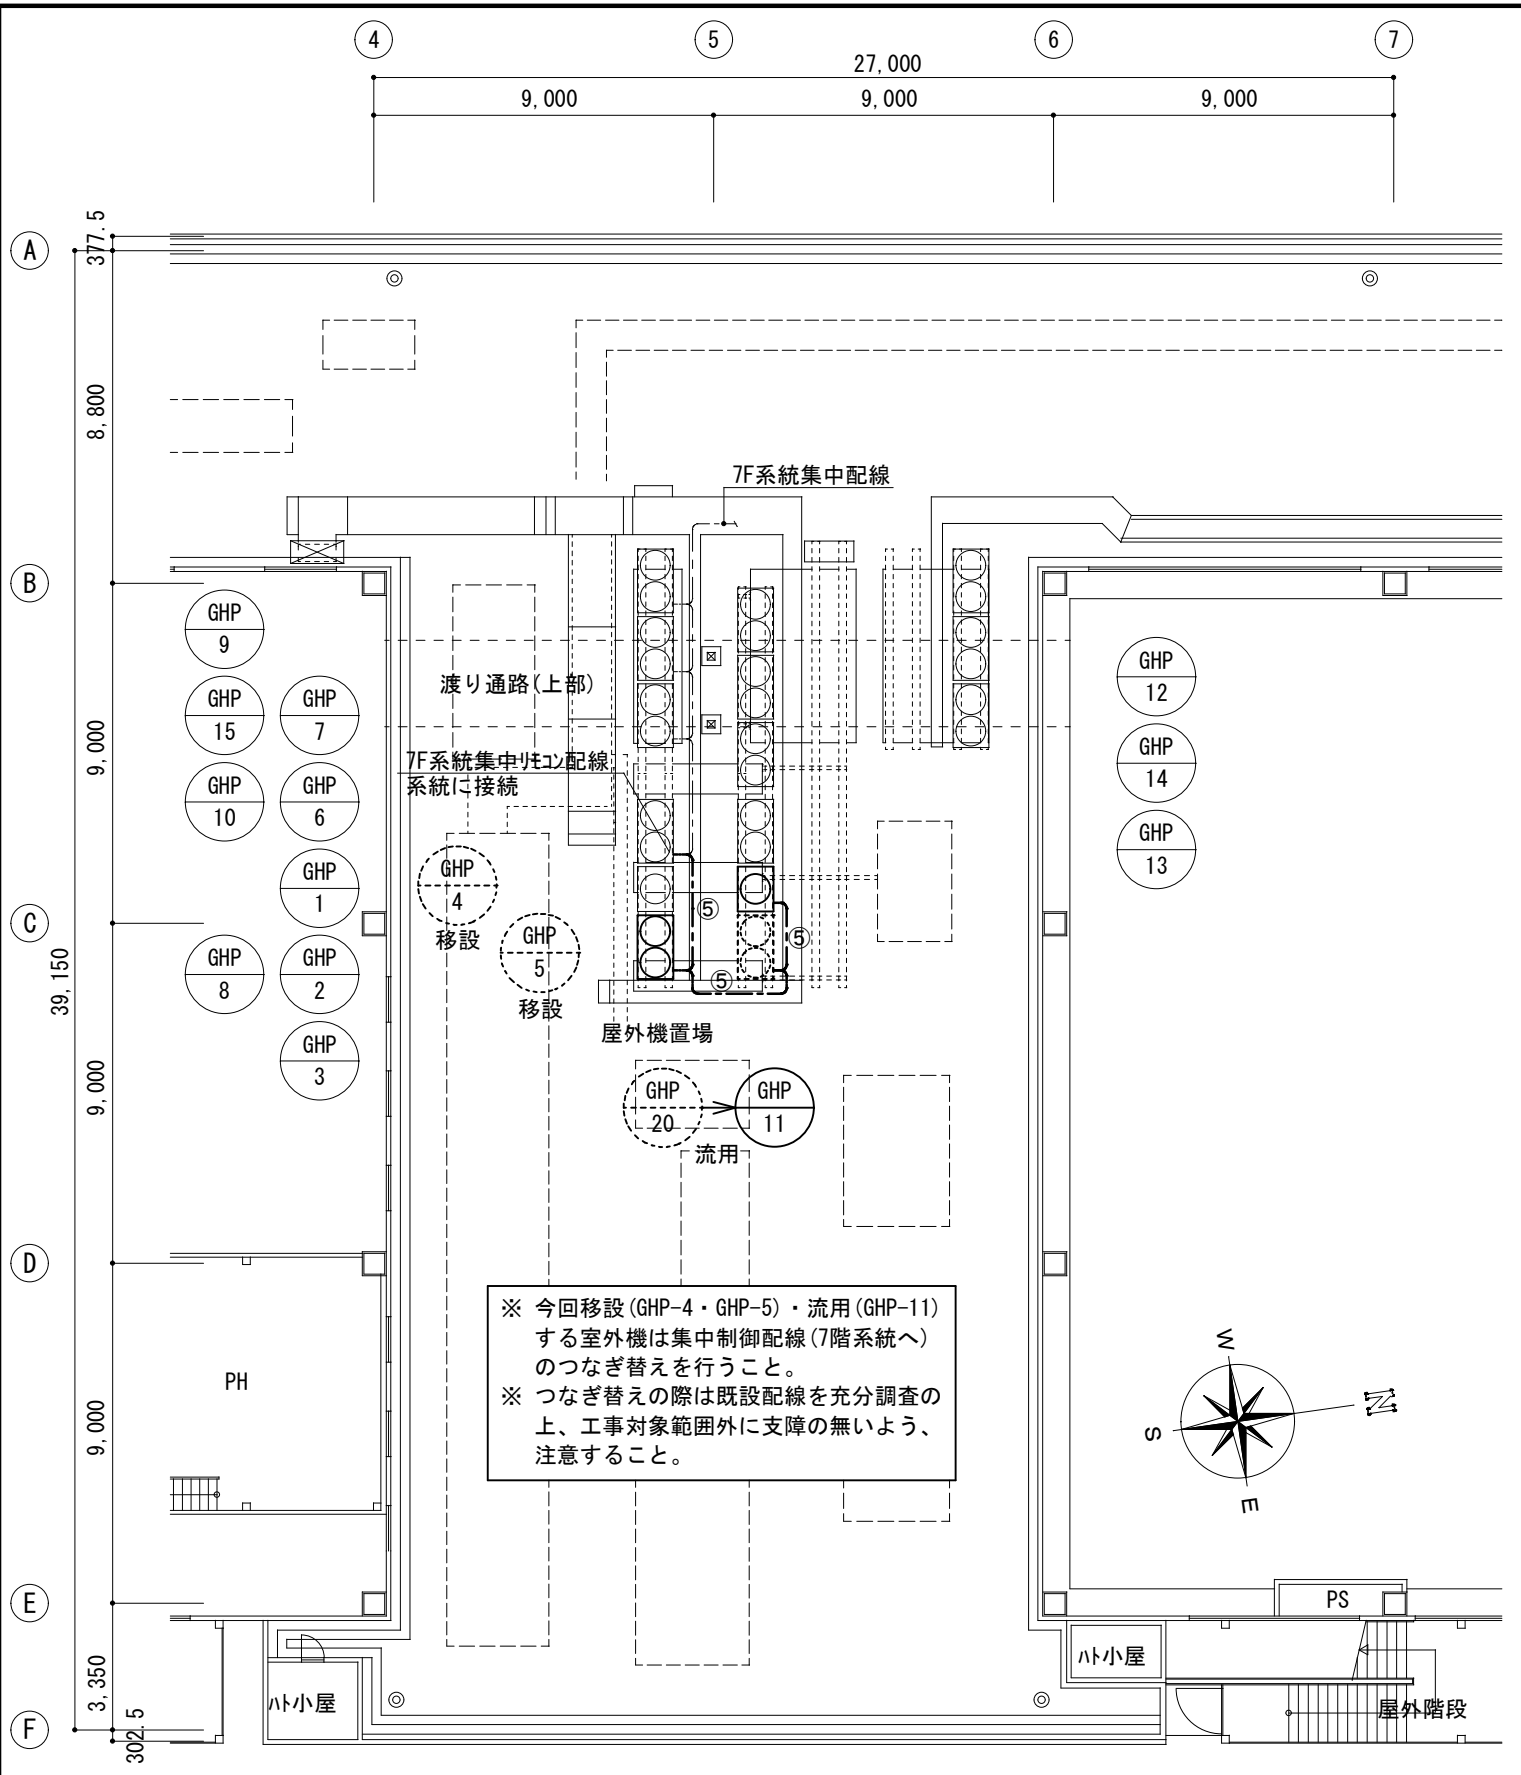 4
5
6
7
27,000
9,000
9,000
9,000
A
377.5
8,800
7F系統集中配線
B
GHP
9
GHP
15
GHP
7
GHP
10
GHP
6
GHP
1
GHP
8
GHP
2
GHP
3
9,000
渡り通路(上部)
7F系統集中ﾘﾓｺﾝ配線
系統に接続
GHP
12
GHP
14
GHP
13
GHP
4
移設
GHP
5
移設
⑤
⑤
⑤
C
39,150
屋外機置場
9,000
GHP
20
GHP
11
流用
D
※ 今回移設(GHP-4・GHP-5)・流用(GHP-11)
する室外機は集中制御配線(7階系統へ)
のつなぎ替えを行うこと。
※ つなぎ替えの際は既設配線を充分調査の
上、工事対象範囲外に支障の無いよう、
注意すること。
PH
9,000
W
N
S
E
E
PS
3,350
ﾊﾄ小屋
ﾊﾄ小屋
屋外階段
F
302.5